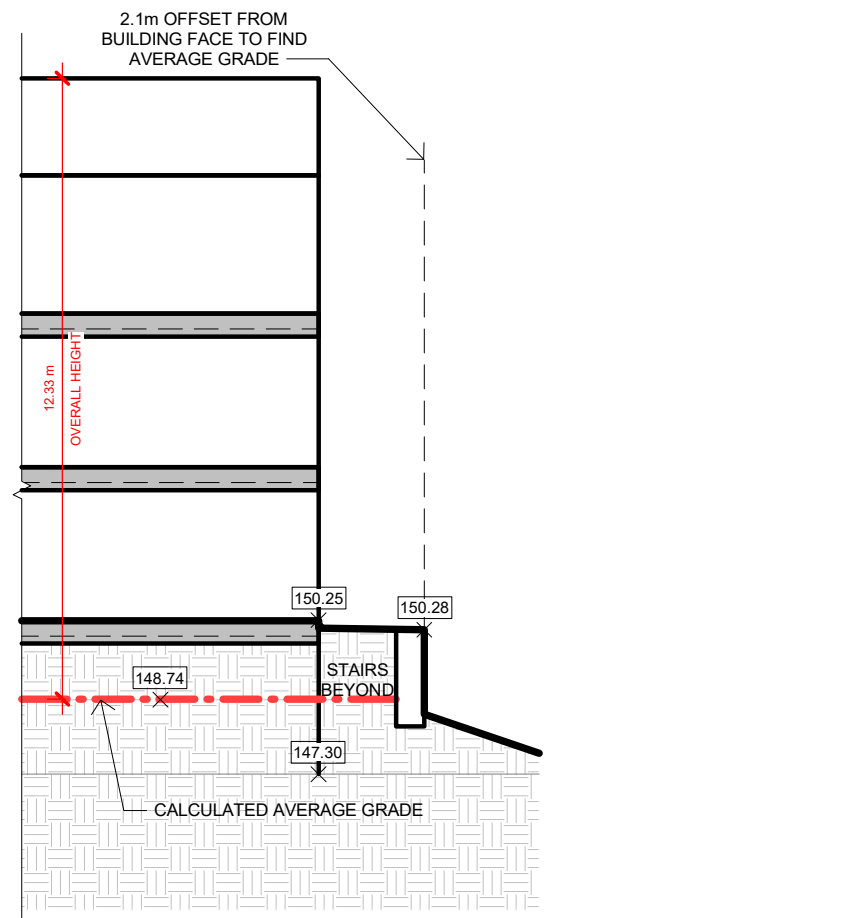 2.1m OFFSET FROM
BUILDING FACE TO FIND
AVERAGE GRADE
12.33 m
OVERALL HEIGHT
150.25
150.28
STAIRS
BEYOND
148.74
147.30
CALCULATED AVERAGE GRADE